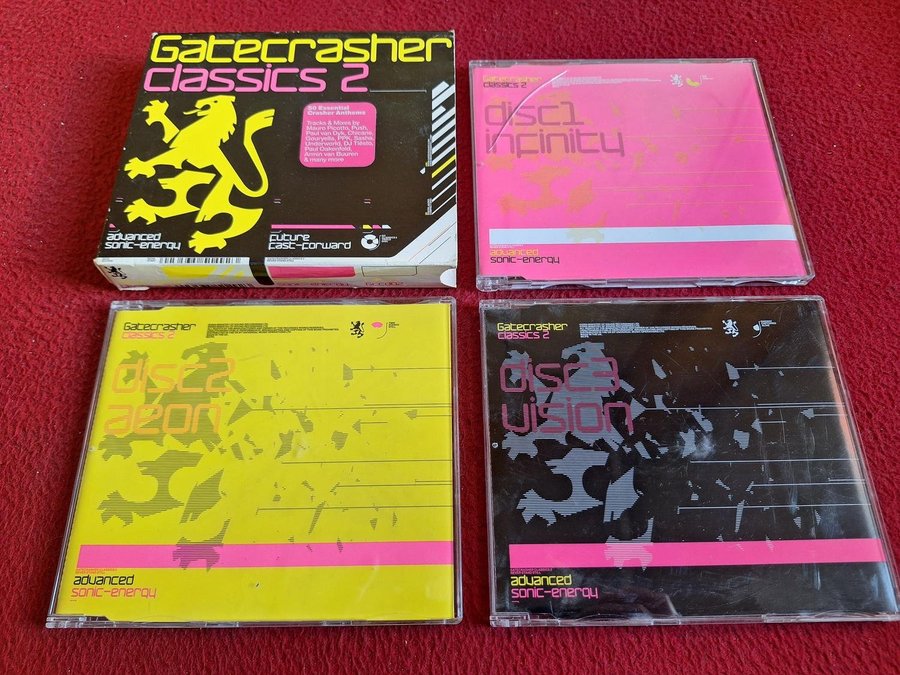 Gatecrasher
classics 2
50 Essential
Crasher Anthems
Tracks & Mixes by
Mauro Picotto, Push,
Paul van Dyk, Chicane,
Gouryella, PPK, Sasha,
Underworld, DJ Tiësto,
Paul Oakenfold,
Armin van Buuren
& many more
advanced
sonic-energy
future
fast-forward
sonic-energy
Gatecrasher
classics 2
disc1
infinity
advanced
sonic-energy
Gatecrasher
classics 2
disc2
aeon
advanced
sonic-energy
Gatecrasher
classics 2
disc3
vision
advanced
sonic-energy